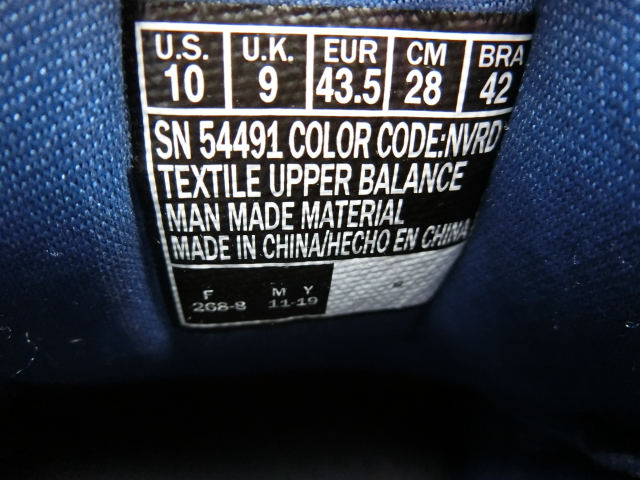 U.S. U.K. EUR CM BRA
10 9 43.5 28 42
SN 54491 COLOR CODE:NVRD
TEXTILE UPPER BALANCE
MAN MADE MATERIAL
MADE IN CHINA/HECHO EN CHINA
F M Y
268-8 11-19